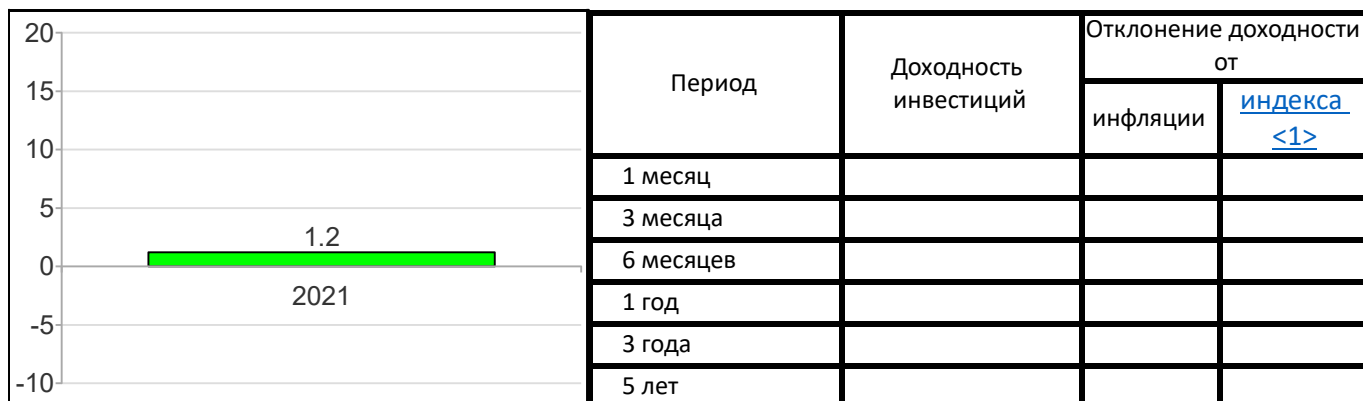 20
15
10
5
0
-5
-10
1.2
2021
Период
Доходность
инвестиций
Отклонение доходности
от
инфляции
индекса
<1>
1 месяц
3 месяца
6 месяцев
1 год
3 года
5 лет